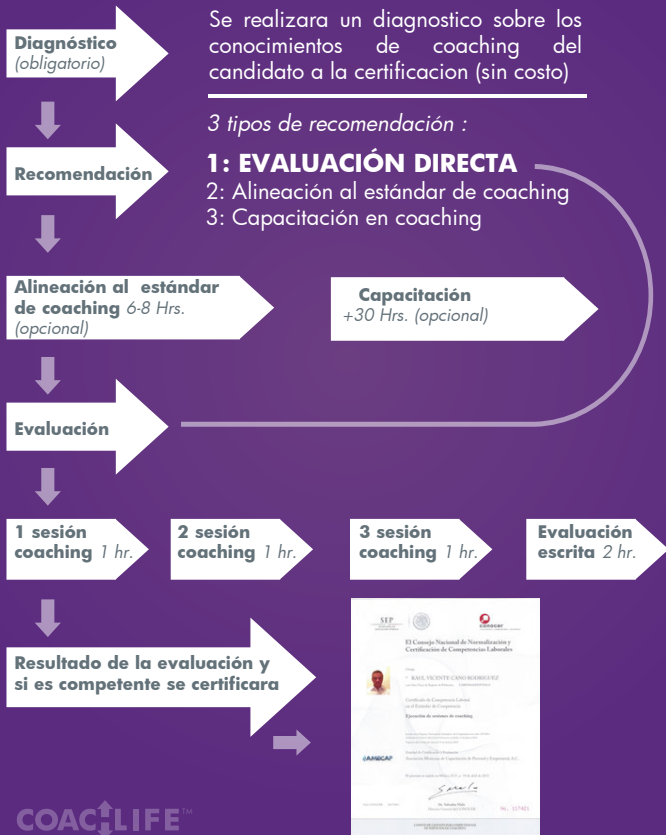 Diagnóstico
(obligatorio)
Se realizara un diagnostico sobre los
conocimientos de coaching del
candidato a la certificacion (sin costo)
3 tipos de recomendación :
Recomendación
1: EVALUACIÓN DIRECTA
2: Alineación al estándar de coaching
3: Capacitación en coaching
Alineación al estándar
de coaching 6-8 Hrs.
(opcional)
Capacitación
+30 Hrs. (opcional)
Evaluación
1 sesión
coaching 1 hr.
2 sesión
coaching 1 hr.
3 sesión
coaching 1 hr.
Evaluación
escrita 2 hr.
Resultado de la evaluación y
si es competente se certificara
SEP
conocer
El Consejo Nacional de Normalización y
Certificación de Competencias Laborales
RAUL VICENTE CANO RODRIGUEZ
Certificado de Competencia Laboral
en el Estándar de Competencia
Ejecución de sesiones de coaching
AMECAP
COACHLIFE™